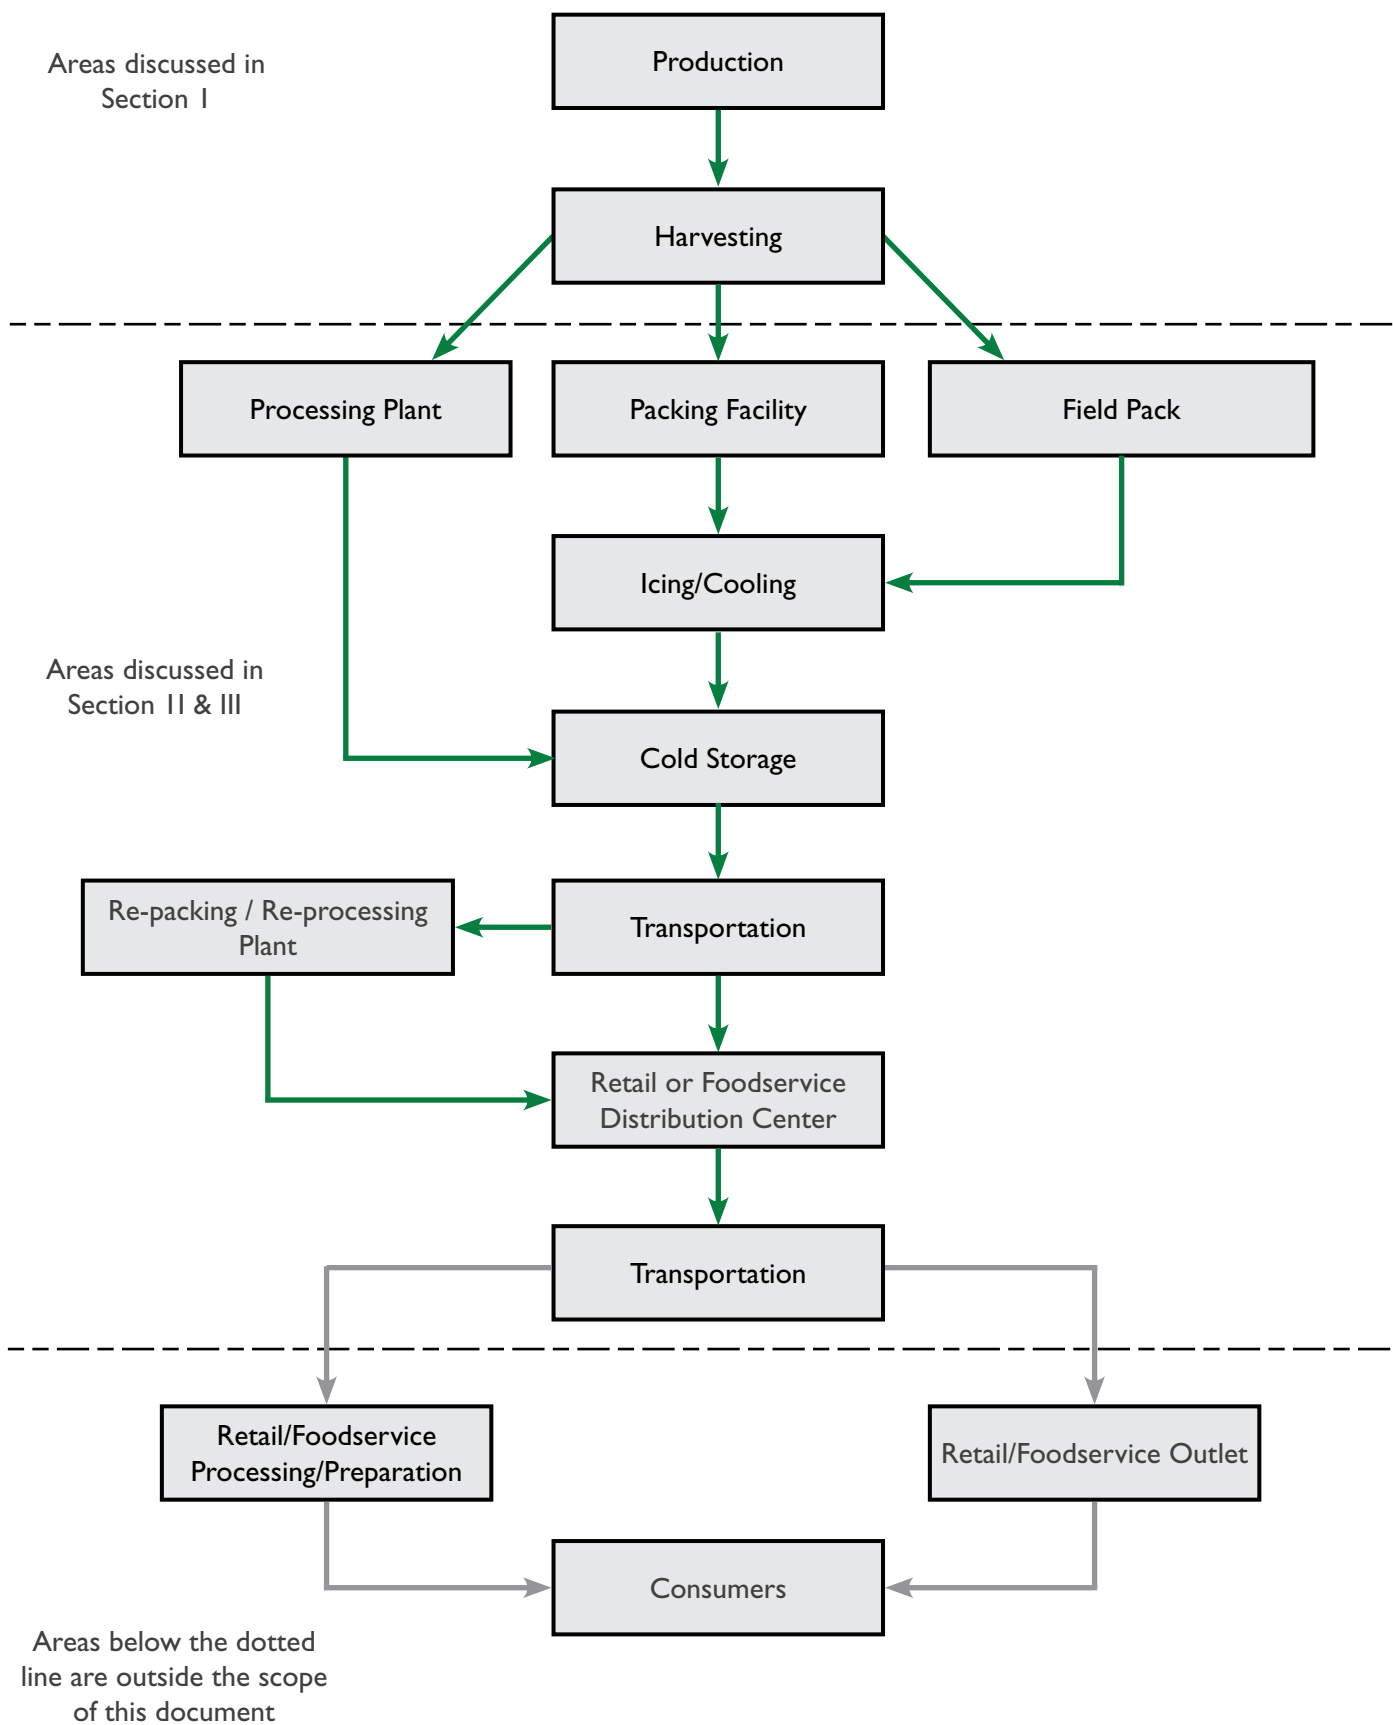 Areas discussed in
Section 1
Production
Harvesting
Processing Plant
Packing Facility
Field Pack
Icing/Cooling
Areas discussed in
Section 1I & III
Cold Storage
Re-packing / Re-processing
Plant
Transportation
Retail or Foodservice
Distribution Center
Transportation
Retail/Foodservice
Processing/Preparation
Retail/Foodservice Outlet
Consumers
Areas below the dotted
line are outside the scope
of this document